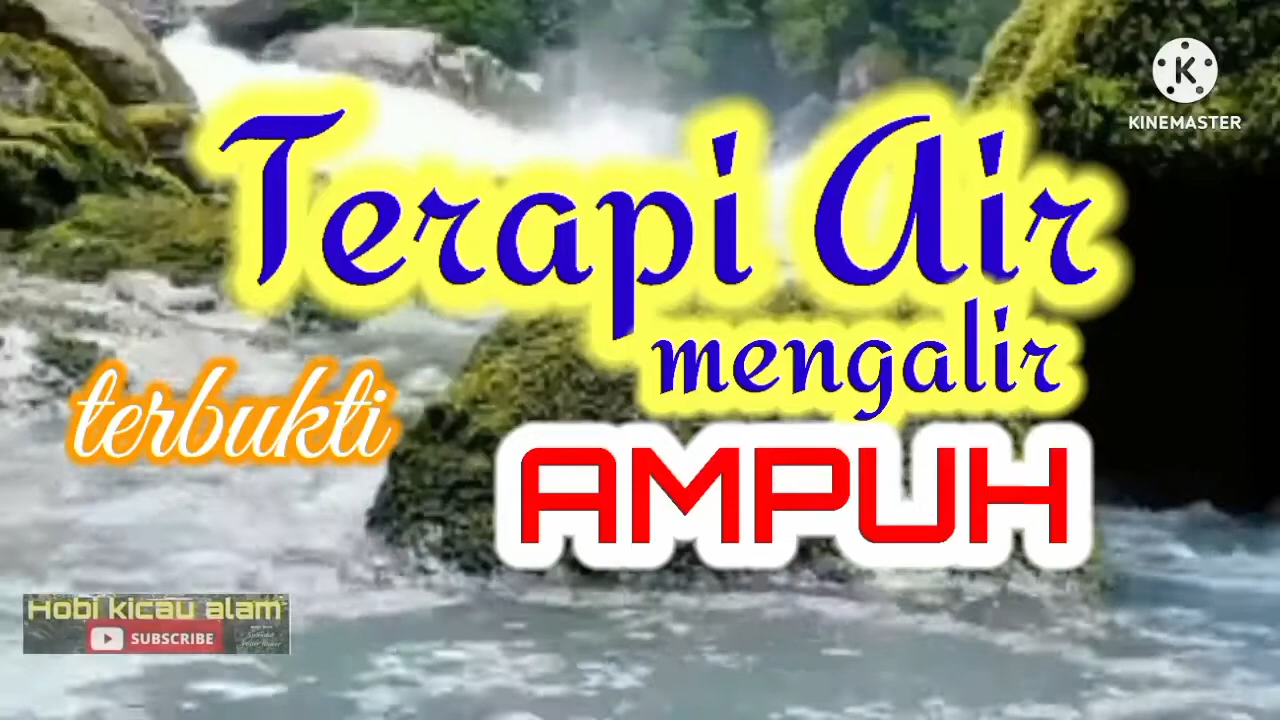 KINEMASTER
Terapi Air
mengalir
terbukti
AMPUH
Hobi kicau alam
SUBSCRIBE